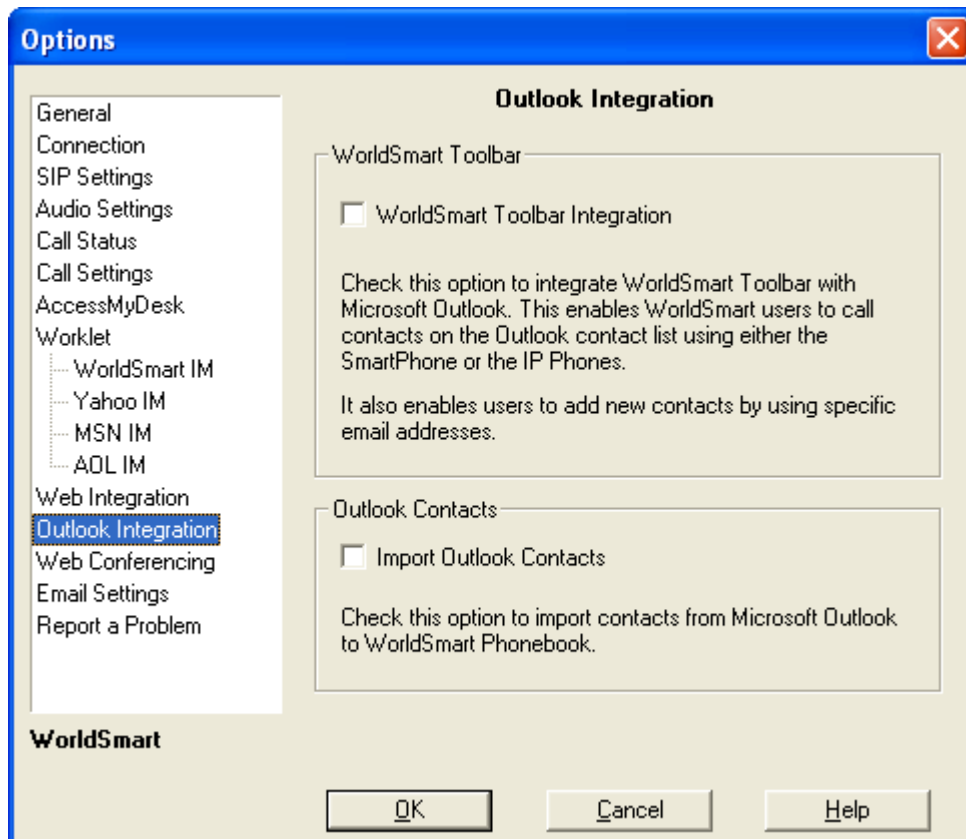 Options
General
Connection
SIP Settings
Audio Settings
Call Status
Call Settings
AccessMyDesk
Worklet
WorldSmart IM
Yahoo IM
MSN IM
AOL IM
Web Integration
Outlook Integration
Web Conferencing
Email Settings
Report a Problem
WorldSmart
Outlook Integration
WorldSmart Toolbar
WorldSmart Toolbar Integration
Check this option to integrate WorldSmart Toolbar with
Microsoft Outlook. This enables WorldSmart users to call
contacts on the Outlook contact list using either the
SmartPhone or the IP Phones.
It also enables users to add new contacts by using specific
email addresses.
Outlook Contacts
Import Outlook Contacts
Check this option to import contacts from Microsoft Outlook
to WorldSmart Phonebook.
OK
Cancel
Help